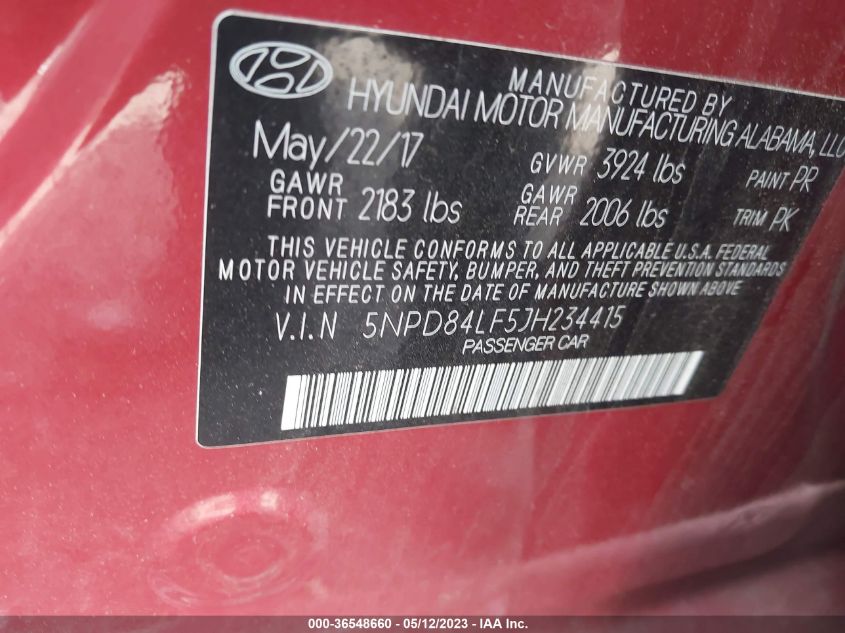 MANUFACTURED BY
HYUNDAI MOTOR MANUFACTURING ALABAMA, LLC
May/22/17 GVWR 3924 lbs PAINT PR
GAWR FRONT 2183 lbs GAWR REAR 2006 lbs TRIM PK
THIS VEHICLE CONFORMS TO ALL APPLICABLE U.S.A. FEDERAL
MOTOR VEHICLE SAFETY, BUMPER, AND THEFT PREVENTION STANDARDS
IN EFFECT ON THE DATE OF MANUFACTURE SHOWN ABOVE
V.I.N 5NPD84LF5JH234415
PASSENGER CAR
000-36548660 - 05/12/2023 - IAA Inc.